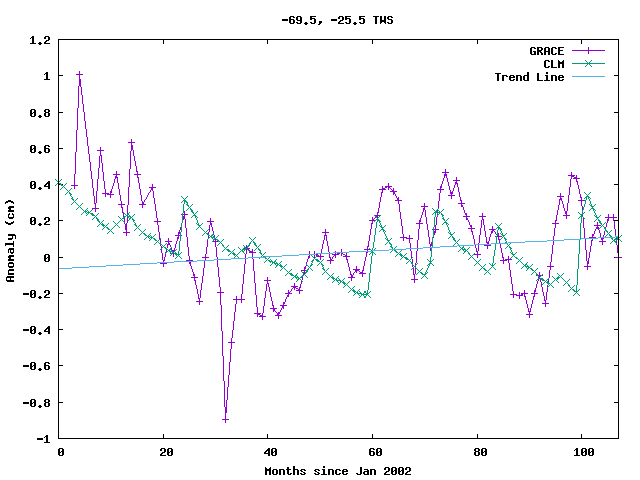 -69.5, -25.5 TWS
GRACE
CLM
Trend Line
1.2
1
0.8
0.6
0.4
0.2
0
-0.2
-0.4
-0.6
-0.8
-1
Anomaly (cm)
0 20 40 60 80 100
Months since Jan 2002